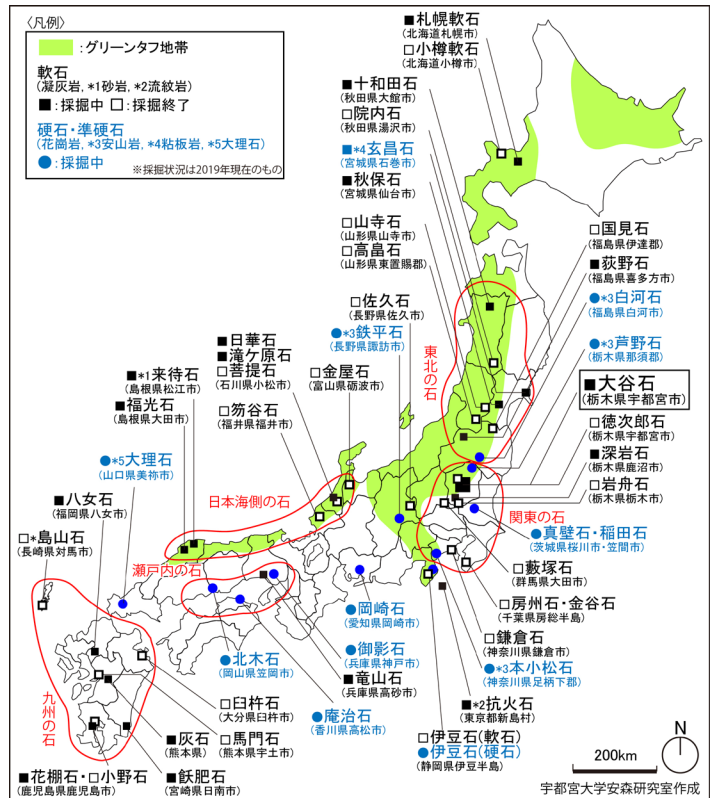 〈凡例〉
:グリーンタフ地帯
軟石
(凝灰岩, *1砂岩, *2流紋岩)
■:採掘中 □:採掘終了
硬石・準硬石
(花崗岩, *3安山岩, *4粘板岩, *5大理石)
●:採掘中
※採掘状況は2019年現在のもの
■札幌軟石
(北海道札幌市)
□小樽軟石
(北海道小樽市)
■十和田石
(秋田県大館市)
□院内石
(秋田県湯沢市)
■*4玄昌石
(宮城県石巻市)
■秋保石
(宮城県仙台市)
□山寺石
(山形県山寺市)
□高畠石
(山形県東置賜郡)
□国見石
(福島県伊達郡)
■荻野石
(福島県喜多方市)
●*3白河石
(福島県白河市)
●*3芦野石
(栃木県那須郡)
■大谷石
(栃木県宇都宮市)
□徳次郎石
(栃木県宇都宮市)
■深岩石
(栃木県鹿沼市)
□岩舟石
(栃木県栃木市)
東北の石
関東の石
□佐久石
(長野県佐久市)
●*3鉄平石
(長野県諏訪市)
■日華石
■滝ケ原石
□菩提石
(石川県小松市)
□金屋石
(富山県砺波市)
□笏谷石
(福井県福井市)
■*1来待石
(島根県松江市)
■福光石
(島根県大田市)
●*5大理石
(山口県美祢市)
日本海側の石
■八女石
(福岡県八女市)
□*島山石
(長崎県対馬市)
瀬戸内の石
●真壁石・稲田石
(茨城県桜川市・笠間市)
□藪塚石
(群馬県太田市)
□房州石・金谷石
(千葉県房総半島)
□鎌倉石
(神奈川県鎌倉市)
●*3本小松石
(神奈川県足柄下郡)
■*2抗火石
(東京都新島村)
□伊豆石(軟石)
●伊豆石(硬石)
(静岡県伊豆半島)
●岡崎石
(愛知県岡崎市)
●御影石
(兵庫県神戸市)
■竜山石
(兵庫県高砂市)
●北木石
(岡山県笠岡市)
●庵治石
(香川県高松市)
九州の石
□臼杵石
(大分県臼杵市)
□馬門石
(熊本県宇土市)
■灰石
(熊本県)
■花棚石・□小野石
(鹿児島県鹿児島市)
■飫肥石
(宮崎県日南市)
N
200km
宇都宮大学安森研究室作成